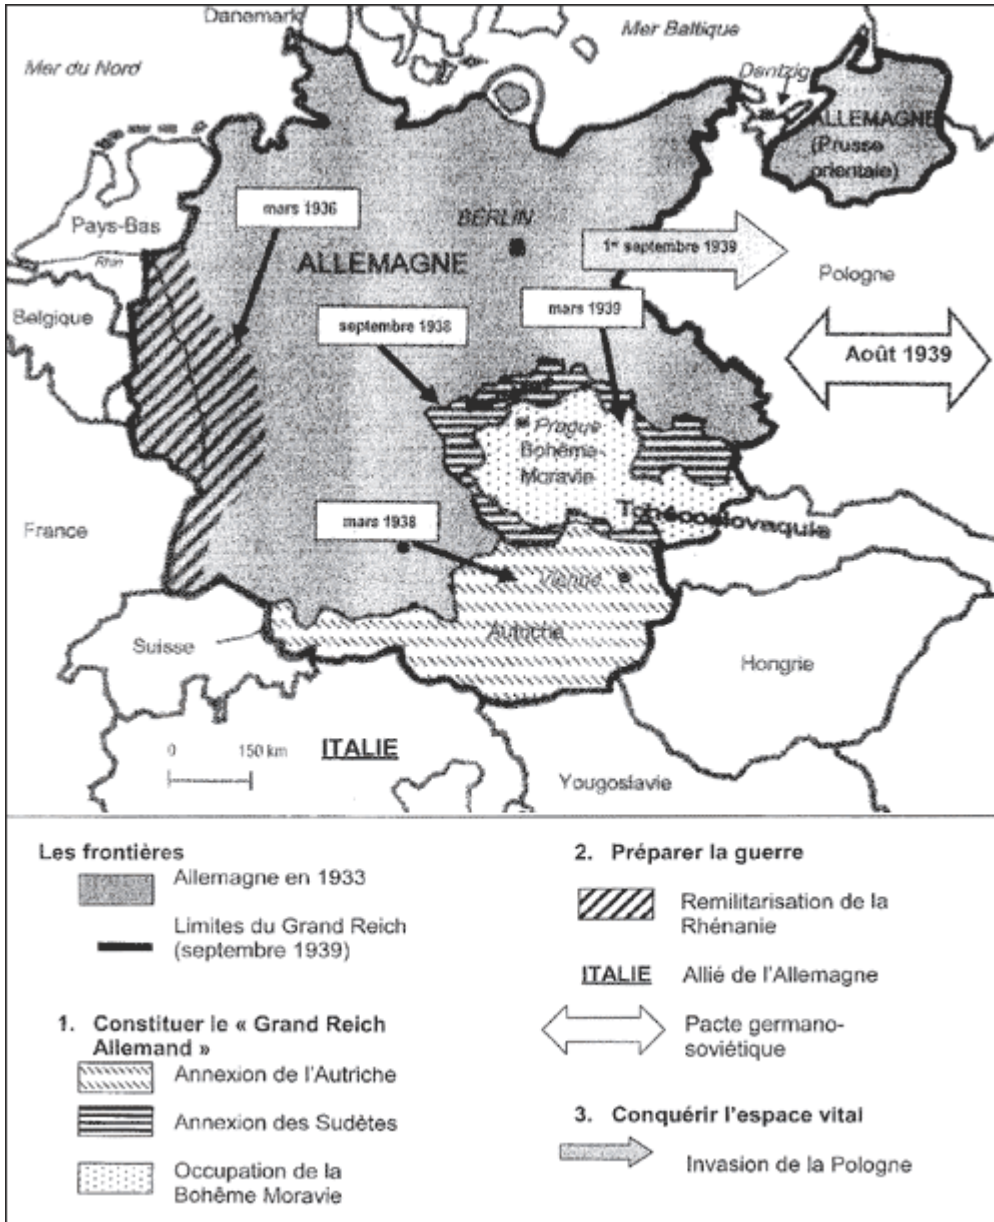 Danemark
Mer du Nord
Mer Baltique
Dantzig
ALLEMAGNE
(Prusse
orientale)
mars 1936
Pays-Bas
BERLIN
Rhin
ALLEMAGNE
1er septembre 1939
Pologne
Belgique
septembre 1938
mars 1939
Août 1939
Prague
Bohême-
Moravie
mars 1938
Tchécoslovaquie
France
Vienne
Autriche
Suisse
Hongrie
0 150 km
ITALIE
Yougoslavie
Les frontières
Allemagne en 1933
Limites du Grand Reich
(septembre 1939)
1. Constituer le « Grand Reich
Allemand »
Annexion de l'Autriche
Annexion des Sudètes
Occupation de la
Bohême Moravie
2. Préparer la guerre
Remilitarisation de la
Rhénanie
ITALIE Allié de l'Allemagne
Pacte germano-
soviétique
3. Conquérir l'espace vital
Invasion de la Pologne